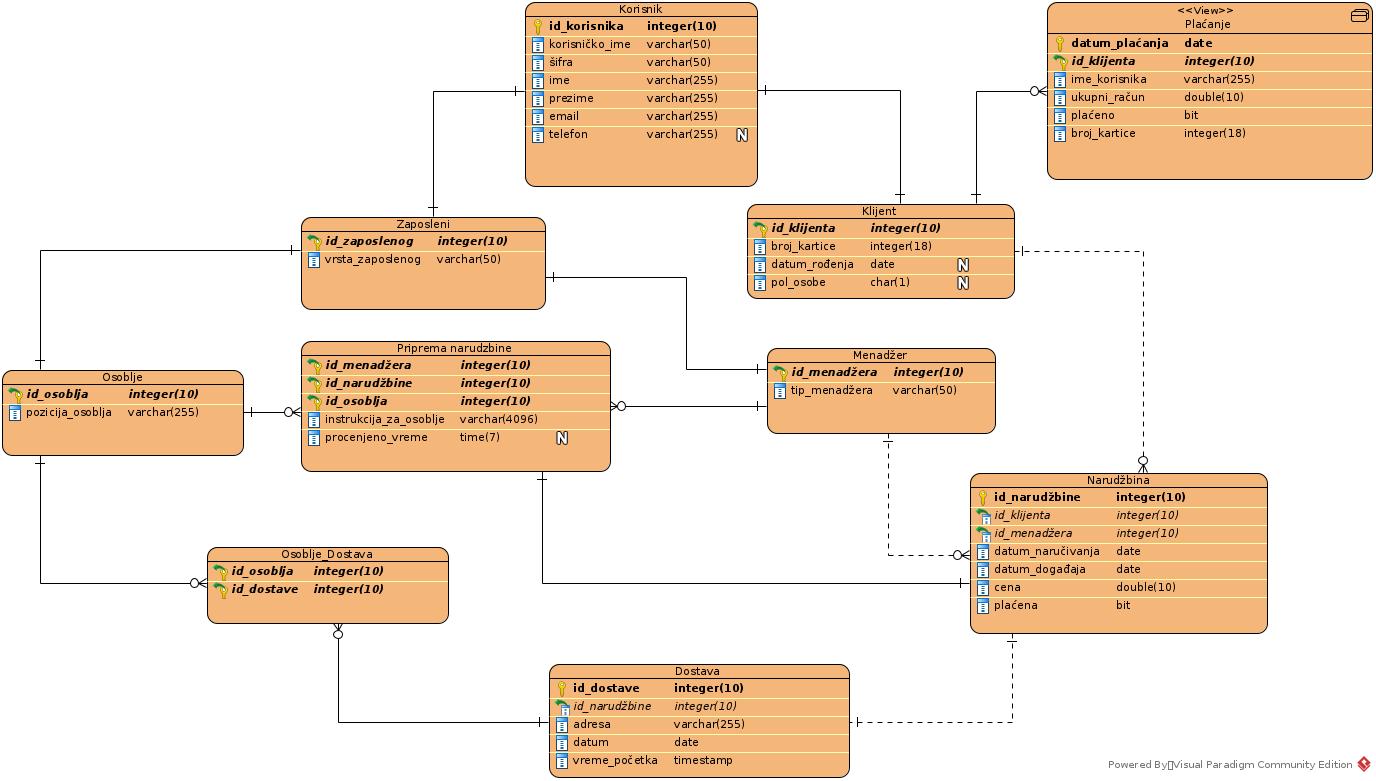 Korisnik
id_korisnika integer(10)
korisničko_ime varchar(50)
šifra varchar(50)
ime varchar(255)
prezime varchar(255)
email varchar(255)
telefon varchar(255) N
<<View>>
Plaćanje
datum_plaćanja date
id_klijenta integer(10)
ime_korisnika varchar(255)
ukupni_račun double(10)
plaćeno bit
broj_kartice integer(18)
Zaposleni
id_zaposlenog integer(10)
vrsta_zaposlenog varchar(50)
Klijent
id_klijenta integer(10)
broj_kartice integer(18)
datum_rođenja date N
pol_osobe char(1) N
Osoblje
id_osoblja integer(10)
pozicija_osoblja varchar(255)
Priprema narudzbine
id_menadžera integer(10)
id_narudžbine integer(10)
id_osoblja integer(10)
instrukcija_za_osoblje varchar(4096)
procenjeno_vreme time(7) N
Menadžer
id_menadžera integer(10)
tip_menadžera varchar(50)
Narudžbina
id_narudžbine integer(10)
id_klijenta integer(10)
id_menadžera integer(10)
datum_naručivanja date
datum_događaja date
cena double(10)
plaćena bit
Osoblje_Dostava
id_osoblja integer(10)
id_dostave integer(10)
Dostava
id_dostave integer(10)
id_narudžbine integer(10)
adresa varchar(255)
datum date
vreme_početka timestamp
Powered By▯Visual Paradigm Community Edition